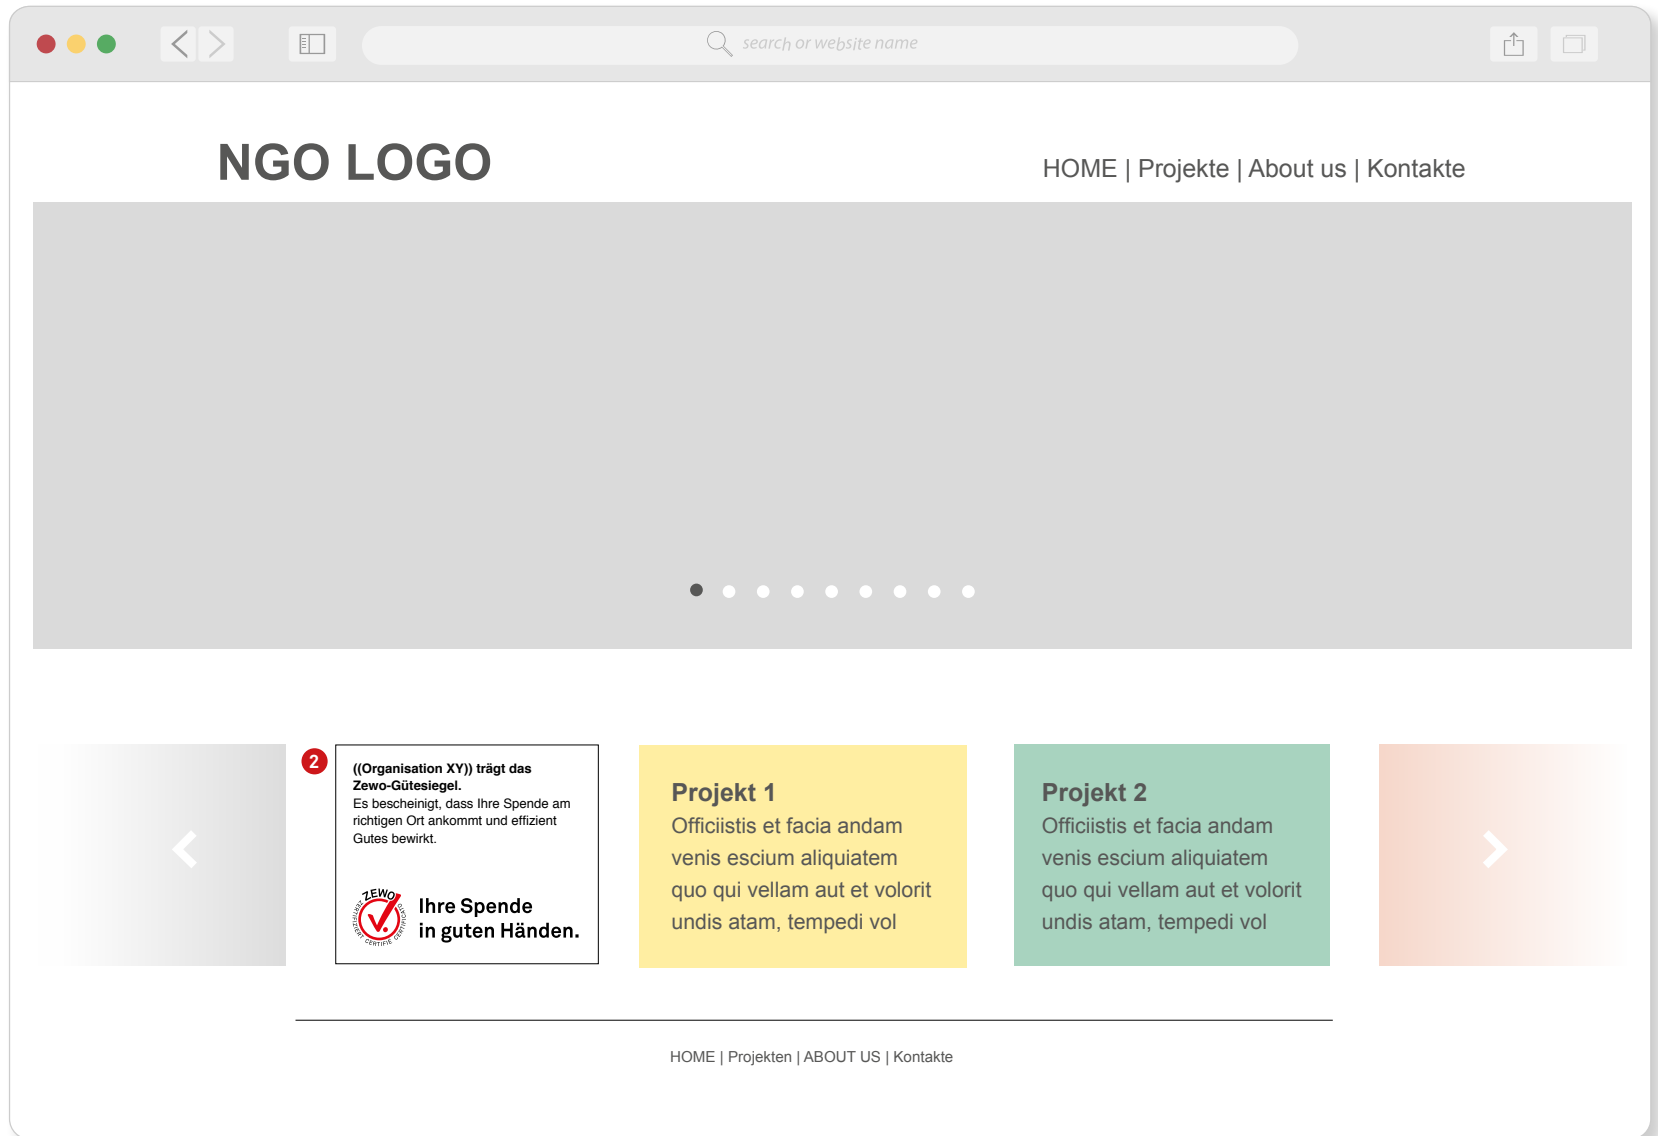 search or website name
NGO LOGO
HOME | Projekte | About us | Kontakte
2
((Organisation XY)) trägt das
Zewo-Gütesiegel.
Es bescheinigt, dass Ihre Spende am
richtigen Ort ankommt und effizient
Gutes bewirkt.
ZEWO
ZERTIFIZIERT CERTIFIÉ CERTIFICATO
Ihre Spende
in guten Händen.
Projekt 1
Officiistis et facia andam
venis escium aliquiatem
quo qui vellam aut et volorit
undis atam, tempedi vol
Projekt 2
Officiistis et facia andam
venis escium aliquiatem
quo qui vellam aut et volorit
undis atam, tempedi vol
HOME | Projekten | ABOUT US | Kontakte